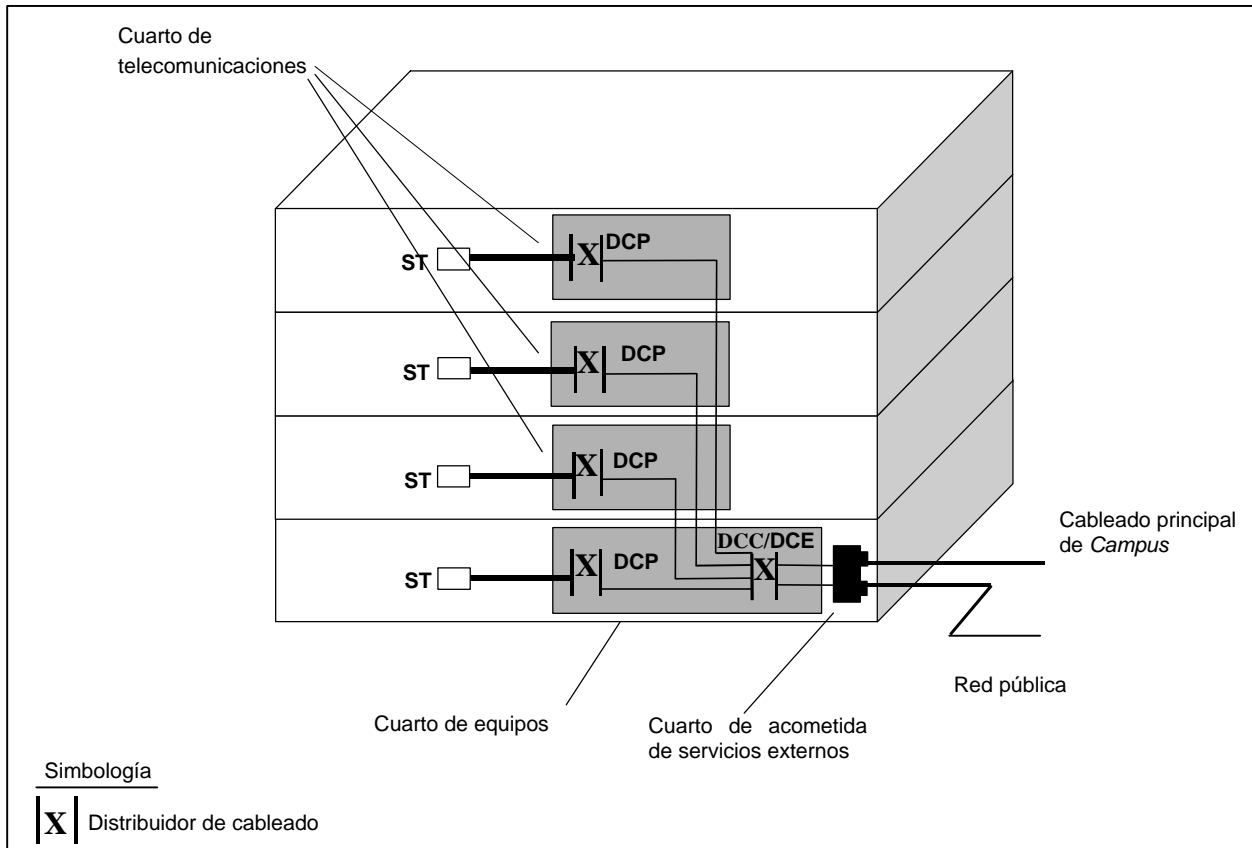 Cuarto de
telecomunicaciones
DCP
X
ST
DCP
X
ST
DCP
X
ST
DCC/DCE
DCP
X
X
ST
Cableado principal
de Campus
Red pública
Cuarto de equipos
Cuarto de acometida
de servicios externos
Simbología
X Distribuidor de cableado